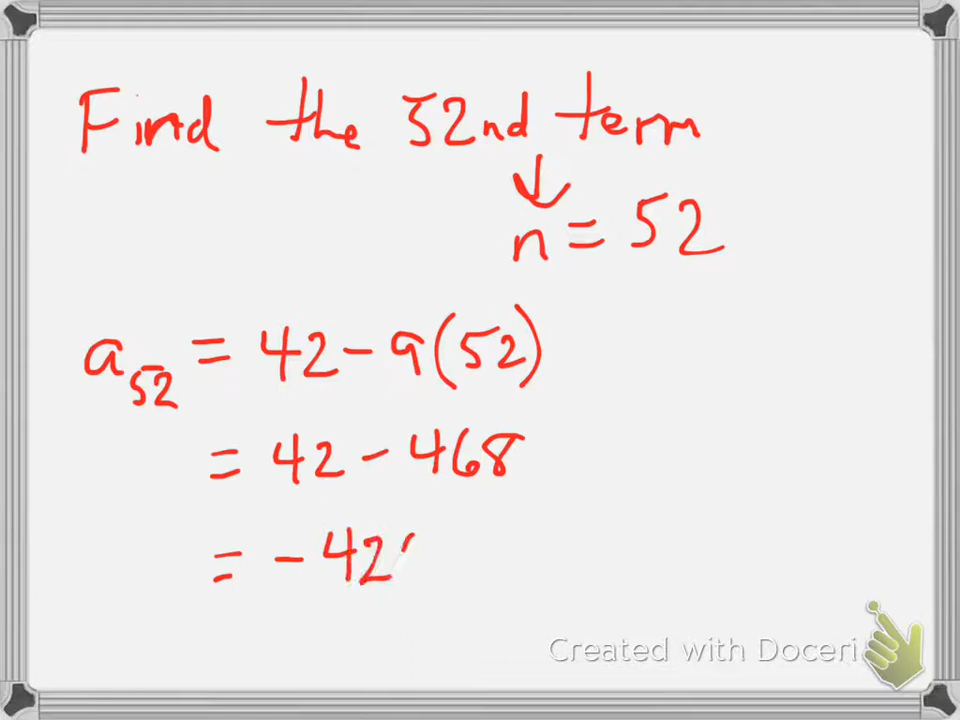 Find the 52nd term
n = 52
a52 = 42 - 9(52)
= 42 - 468
= - 42
Created with Doceri